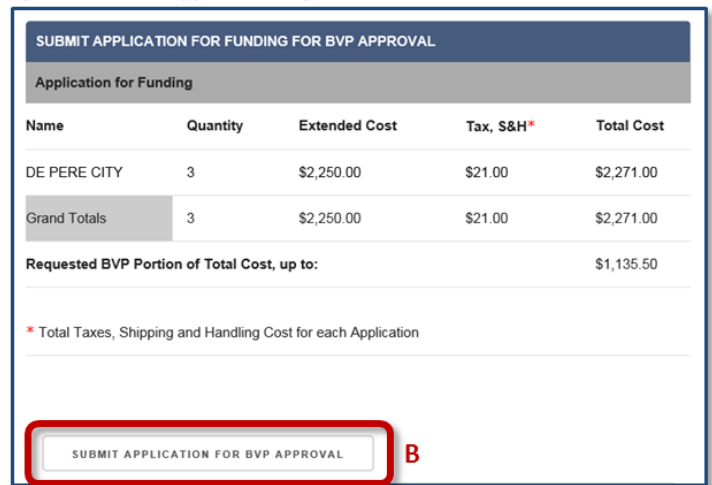 SUBMIT APPLICATION FOR FUNDING FOR BVP APPROVAL
Application for Funding
Name Quantity Extended Cost Tax, S&H* Total Cost
DE PERE CITY 3 $2,250.00 $21.00 $2,271.00
Grand Totals 3 $2,250.00 $21.00 $2,271.00
Requested BVP Portion of Total Cost, up to: $1,135.50
* Total Taxes, Shipping and Handling Cost for each Application
SUBMIT APPLICATION FOR BVP APPROVAL B